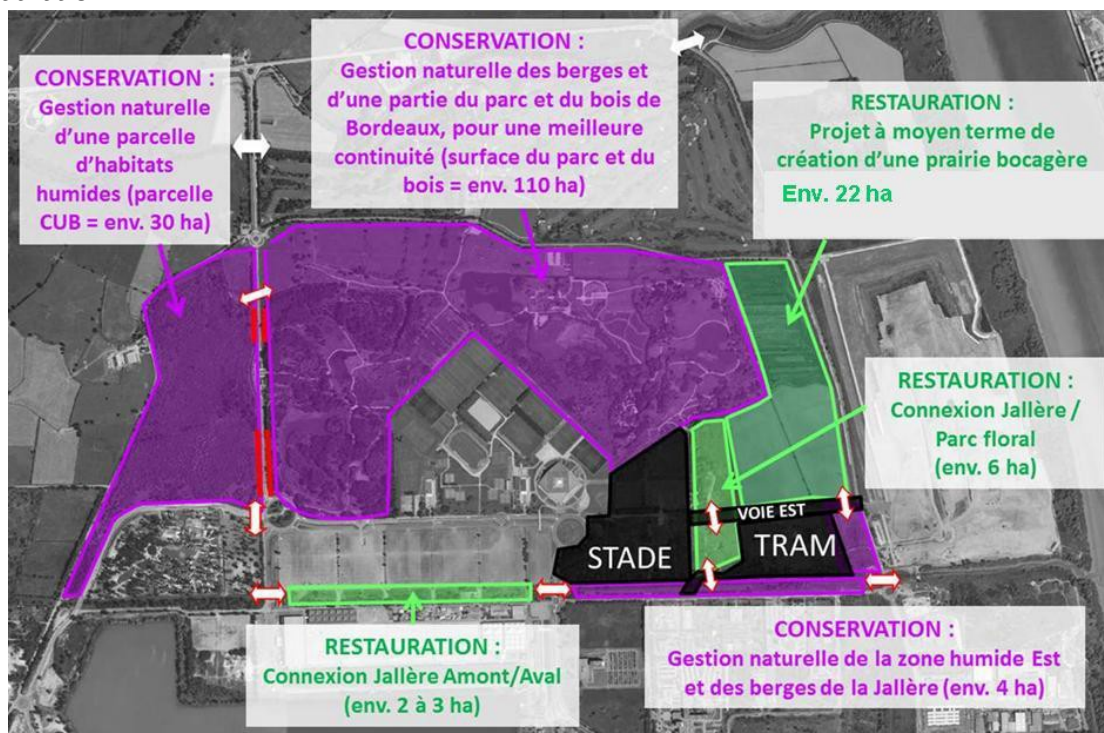 CONSERVATION :
Gestion naturelle
d'une parcelle
d'habitats
humides (parcelle
CUB = env. 30 ha)
CONSERVATION :
Gestion naturelle des berges et
d'une partie du parc et du bois de
Bordeaux, pour une meilleure
continuité (surface du parc et du
bois = env. 110 ha)
RESTAURATION :
Projet à moyen terme de
création d'une prairie bocagère
Env. 22 ha
RESTAURATION :
Connexion Jallère /
Parc floral
(env. 6 ha)
VOIE EST
STADE
TRAM
RESTAURATION :
Connexion Jallère Amont/Aval
(env. 2 à 3 ha)
CONSERVATION :
Gestion naturelle de la zone humide Est
et des berges de la Jallère (env. 4 ha)